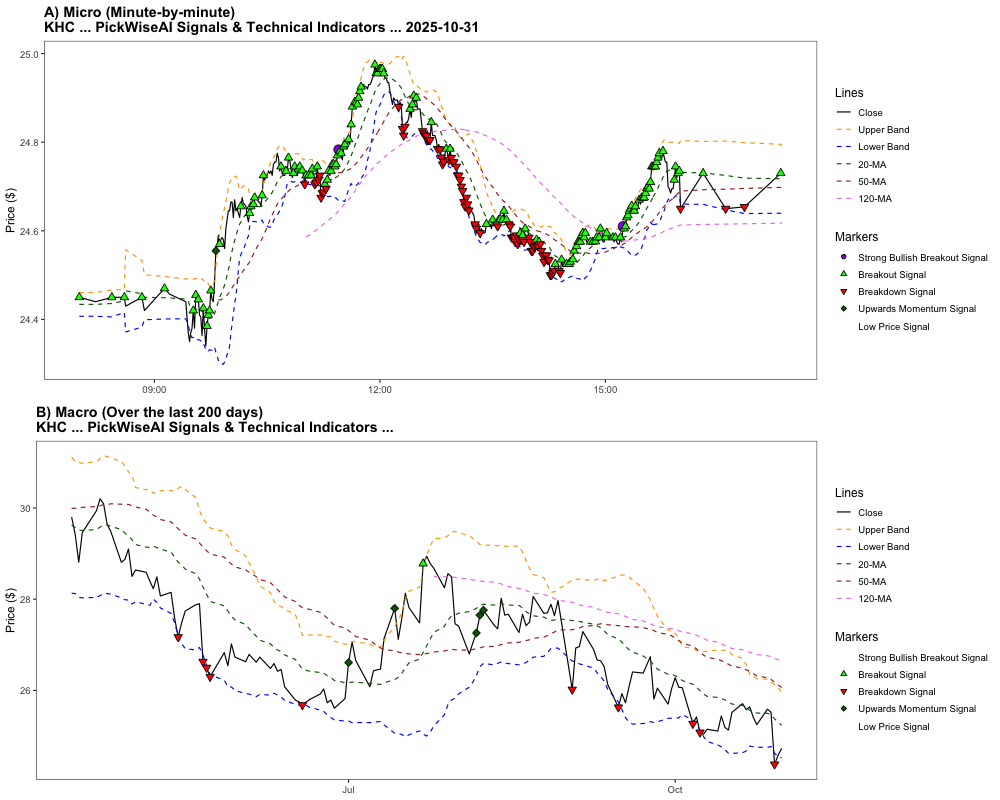 A) Micro (Minute-by-minute)
KHC ... PickWiseAI Signals & Technical Indicators ... 2025-10-31
Price ($)
25.0
24.8
24.6
24.4
09:00
12:00
15:00
Lines
Close
Upper Band
Lower Band
20-MA
50-MA
120-MA
Markers
Strong Bullish Breakout Signal
Breakout Signal
Breakdown Signal
Upwards Momentum Signal
Low Price Signal
B) Macro (Over the last 200 days)
KHC ... PickWiseAI Signals & Technical Indicators ...
Price ($)
30
28
26
Jul
Oct
Lines
Close
Upper Band
Lower Band
20-MA
50-MA
120-MA
Markers
Strong Bullish Breakout Signal
Breakout Signal
Breakdown Signal
Upwards Momentum Signal
Low Price Signal